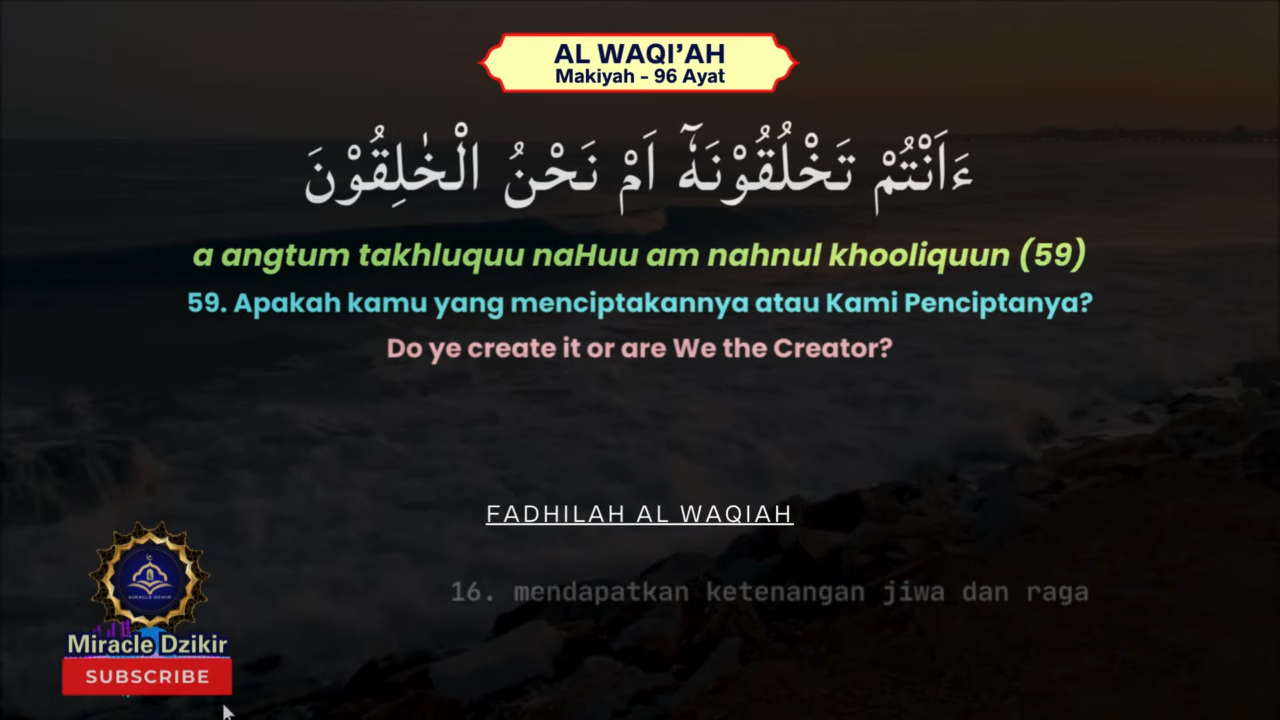 AL WAQI’AH
Makiyah - 96 Ayat
ءَاَنْتُمْ تَخْلُقُوْنَهٗٓ اَمْ نَحْنُ الْخٰلِقُوْنَ
a angtum takhluquu naHuu am nahnul khooliquun (59)
59. Apakah kamu yang menciptakannya atau Kami Penciptanya?
Do ye create it or are We the Creator?
FADHILAH AL WAQIAH
16. mendapatkan ketenangan jiwa dan raga
MIRACLE DZIKIR
Miracle Dzikir
SUBSCRIBE